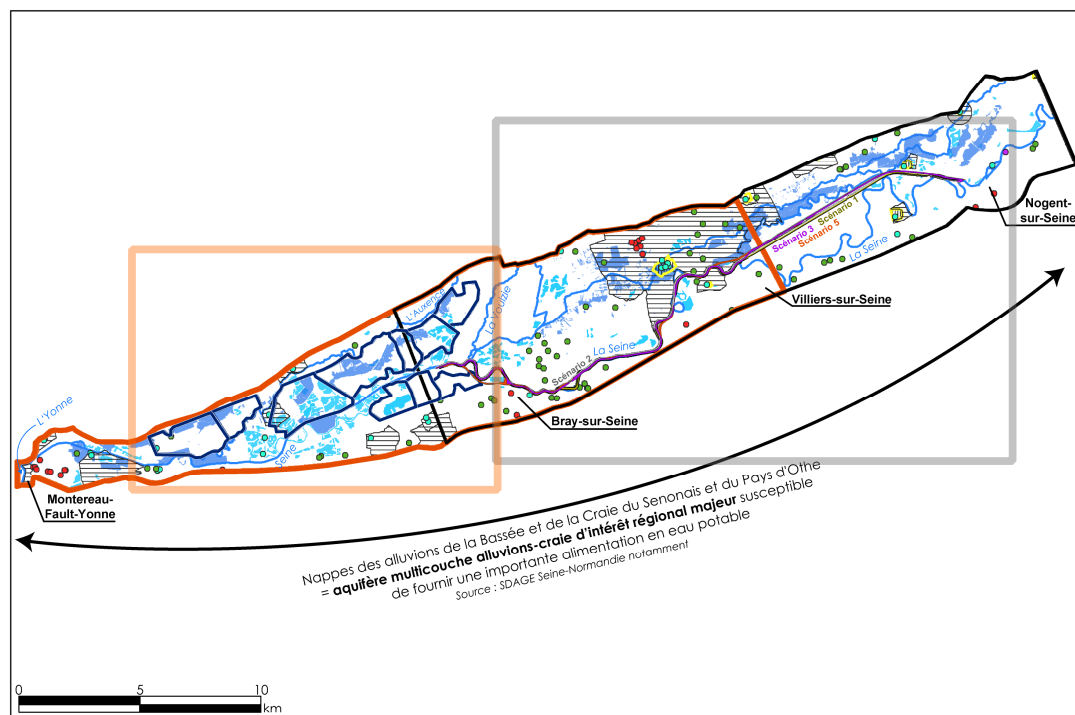 Nogent-
sur-Seine
Scénario 1
Scénario 3
Scénario 5
La Seine
Villiers-sur-Seine
L'Auxence
La Voulzie
La Seine
Scénario 2
Bray-sur-Seine
L'Yonne
Seine
Montereau-
Fault-Yonne
Nappes des alluvions de la Bassée et de la Craie du Senonais et du Pays d'Othe
= aquifère multicouche alluvions-craie d'intérêt régional majeur susceptible
de fournir une importante alimentation en eau potable
Source : SDAGE Seine-Normandie notamment
0 5 10
km